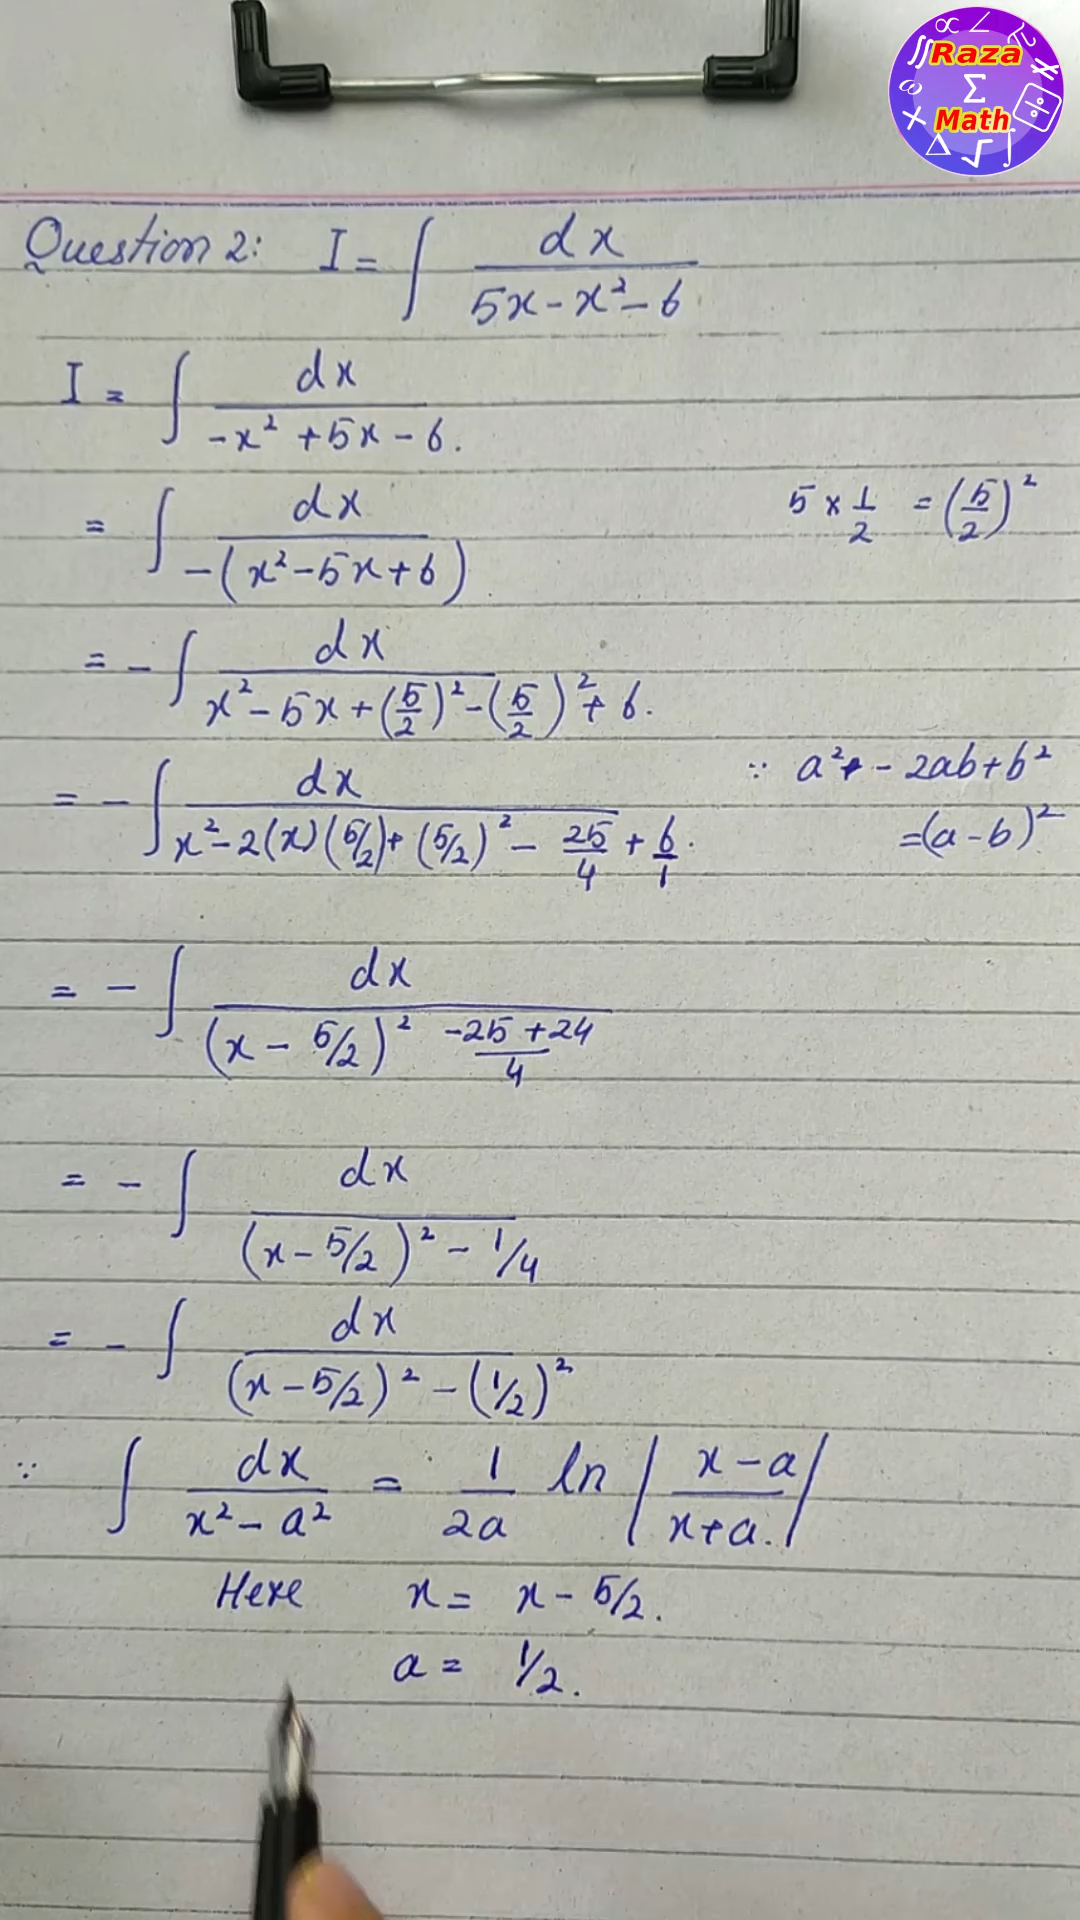 Raza
Σ
Math
Question 2: I = ∫ dx / (5x - x² - 6)
I = ∫ dx / (-x² + 5x - 6).
= ∫ dx / (-(x² - 5x + 6))
5 × 1/2 = (5/2)²
= - ∫ dx / (x² - 5x + (5/2)² - (5/2)² + 6).
= - ∫ dx / (x² - 2(x)(5/2) + (5/2)² - 25/4 + 6/1).
∵ a² - 2ab + b²
= (a - b)²
= - ∫ dx / ((x - 5/2)² (-25 + 24)/4)
= - ∫ dx / ((x - 5/2)² - 1/4)
= - ∫ dx / ((x - 5/2)² - (1/2)²)
∵ ∫ dx / (x² - a²) = 1/2a ln |(x - a)/(x + a.)|
Here x = x - 5/2.
a = 1/2.